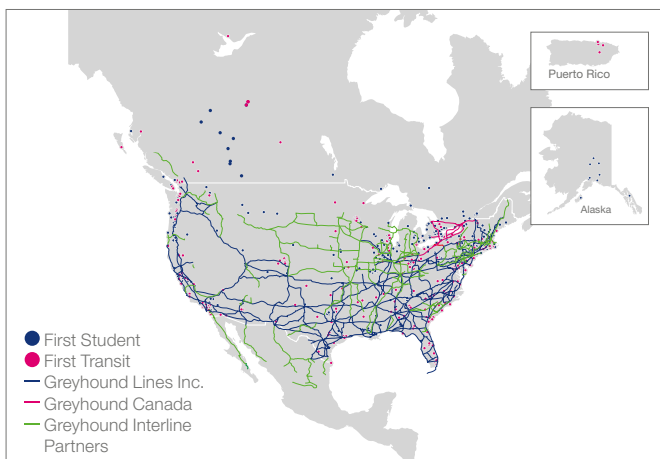 Puerto Rico
Alaska
First Student
First Transit
Greyhound Lines Inc.
Greyhound Canada
Greyhound Interline
Partners